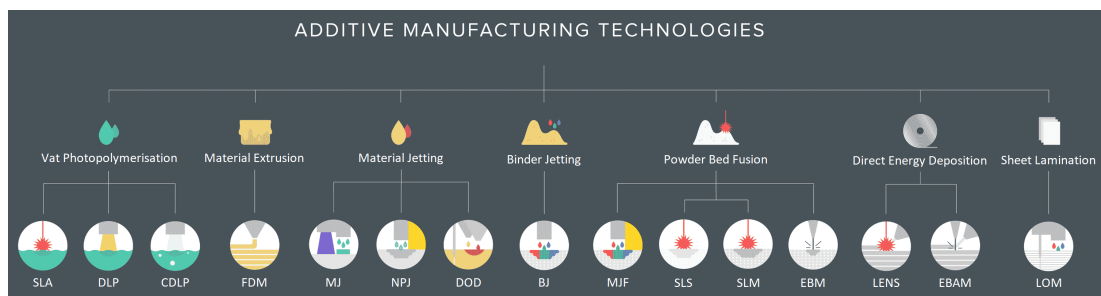 ADDITIVE MANUFACTURING TECHNOLOGIES
Vat Photopolymerisation
Material Extrusion
Material Jetting
Binder Jetting
Powder Bed Fusion
Direct Energy Deposition
Sheet Lamination
SLA
DLP
CDLP
FDM
MJ
NPJ
DOD
BJ
MJF
SLS
SLM
EBM
LENS
EBAM
LOM